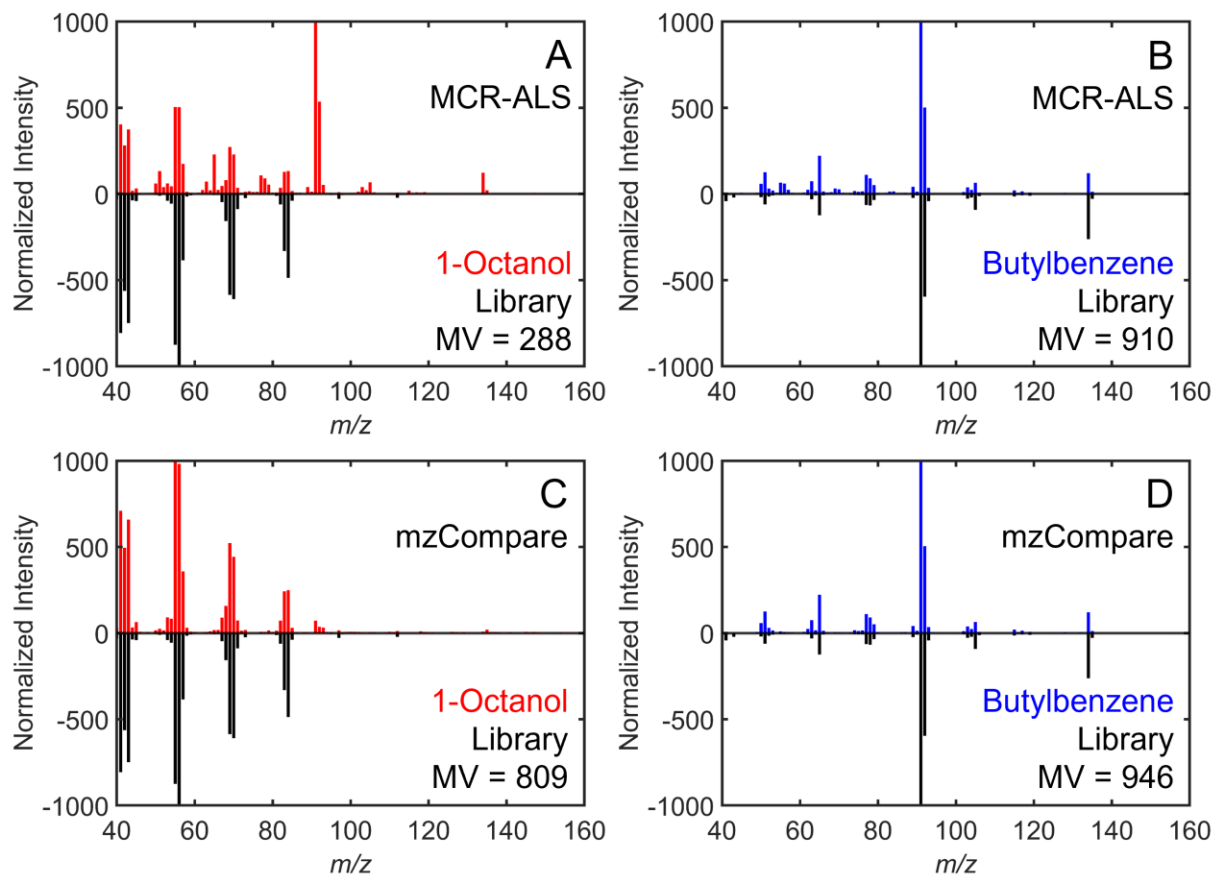 A
MCR-ALS
1-Octanol
Library
MV = 288
Normalized Intensity
1000
500
0
-500
-1000
40 60 80 100 120 140 160
m/z
B
MCR-ALS
Butylbenzene
Library
MV = 910
Normalized Intensity
1000
500
0
-500
-1000
40 60 80 100 120 140 160
m/z
C
mzCompare
1-Octanol
Library
MV = 809
Normalized Intensity
1000
500
0
-500
-1000
40 60 80 100 120 140 160
m/z
D
mzCompare
Butylbenzene
Library
MV = 946
Normalized Intensity
1000
500
0
-500
-1000
40 60 80 100 120 140 160
m/z